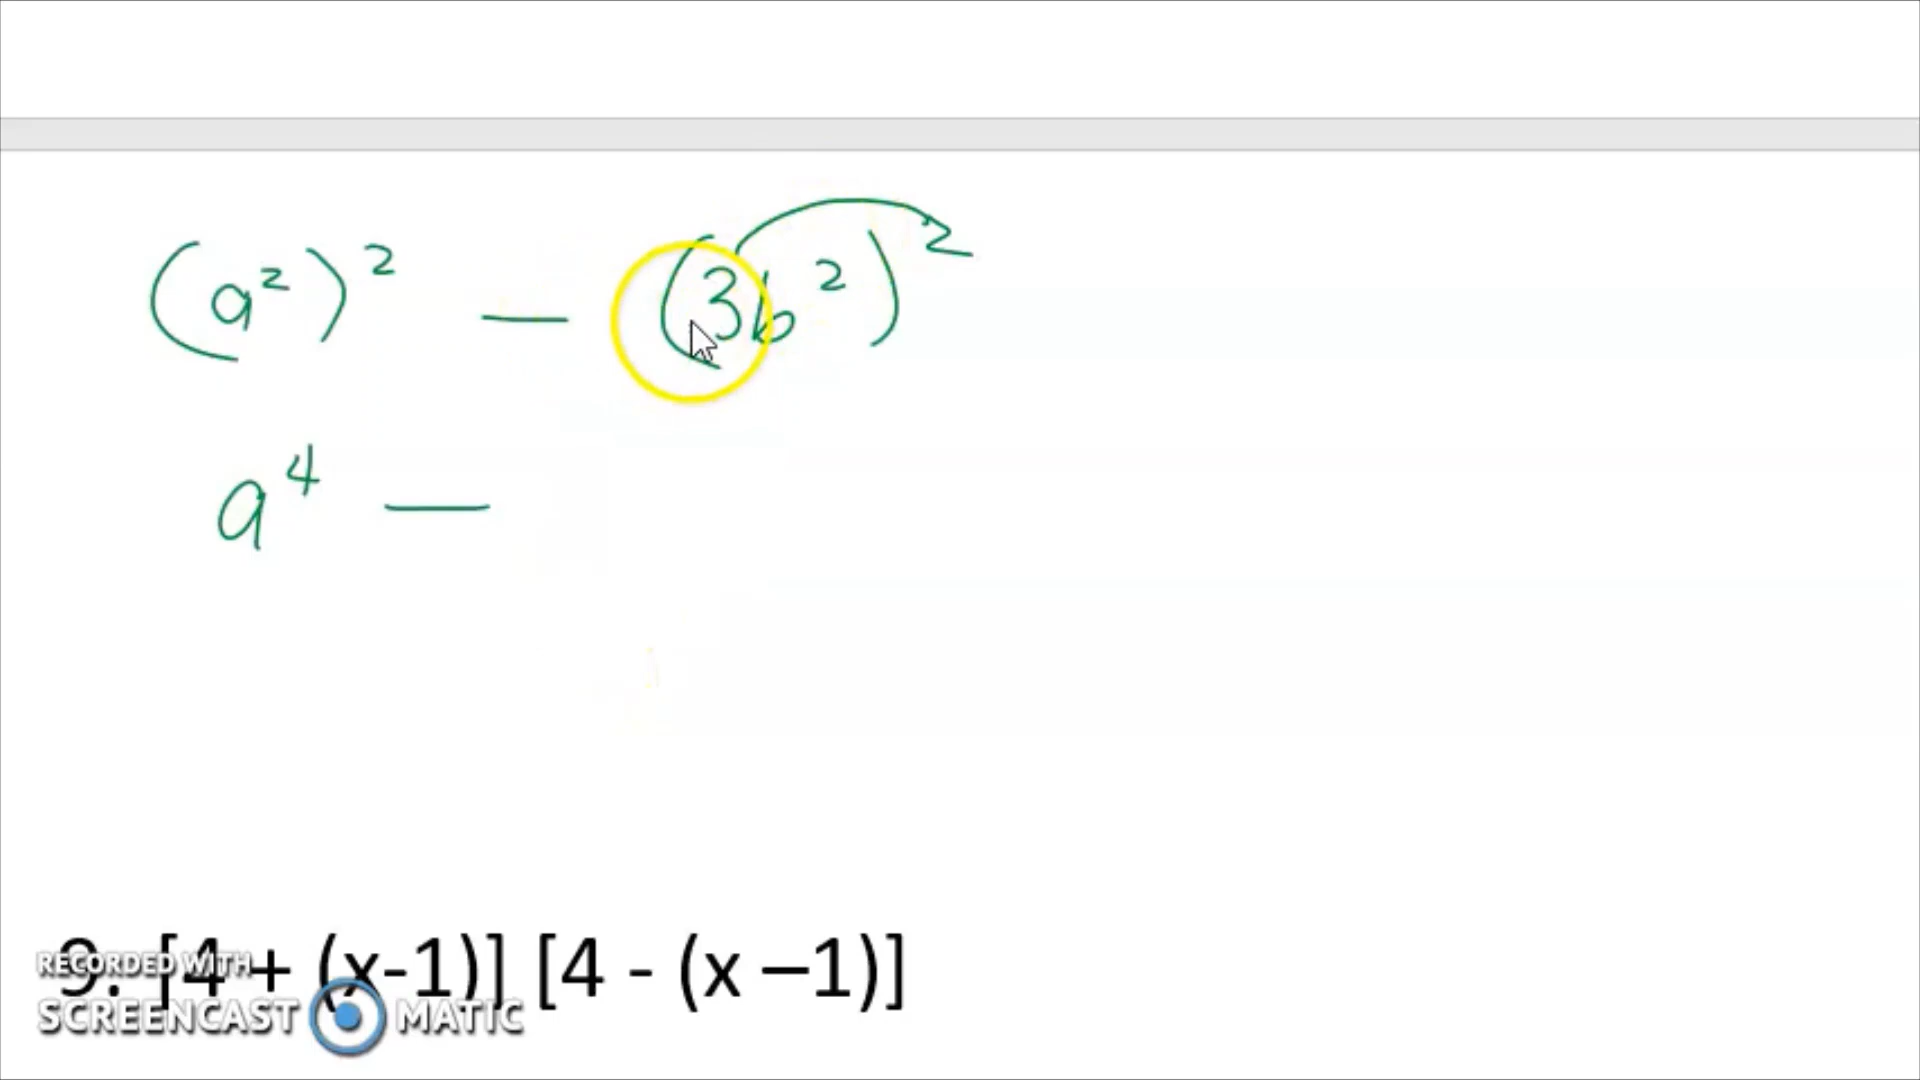 (a²)² — (3b²)²
a⁴ —
9. [4 + (x-1)] [4 - (x –1)]
RECORDED WITH
SCREENCAST MATIC